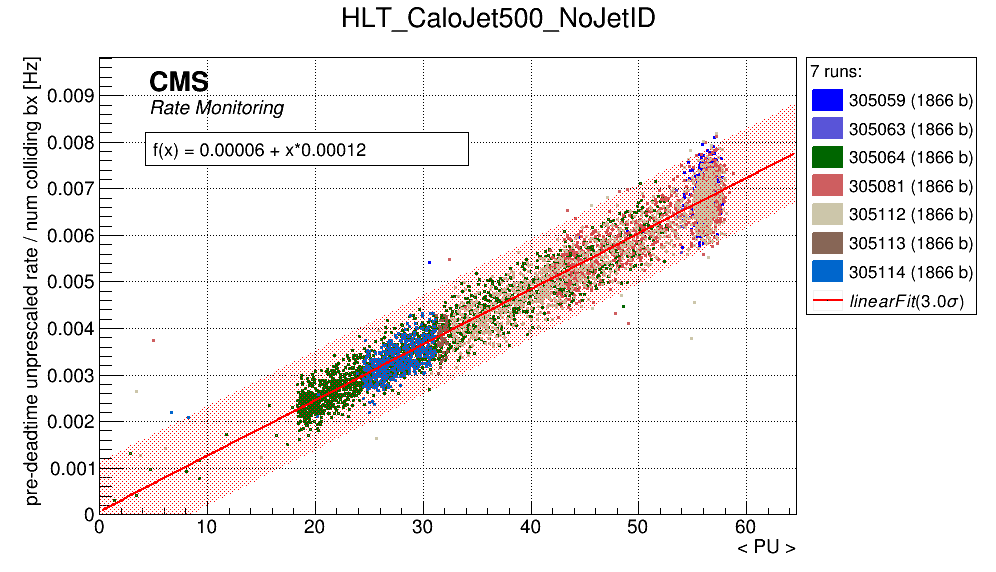 HLT_CaloJet500_NoJetID
pre-deadtime unprescaled rate / num colliding bx [Hz]
CMS
Rate Monitoring
f(x) = 0.00006 + x*0.00012
0.009
0.008
0.007
0.006
0.005
0.004
0.003
0.002
0.001
0
0 10 20 30 40 50 60
< PU >
7 runs:
305059 (1866 b)
305063 (1866 b)
305064 (1866 b)
305081 (1866 b)
305112 (1866 b)
305113 (1866 b)
305114 (1866 b)
linearFit(3.0σ)